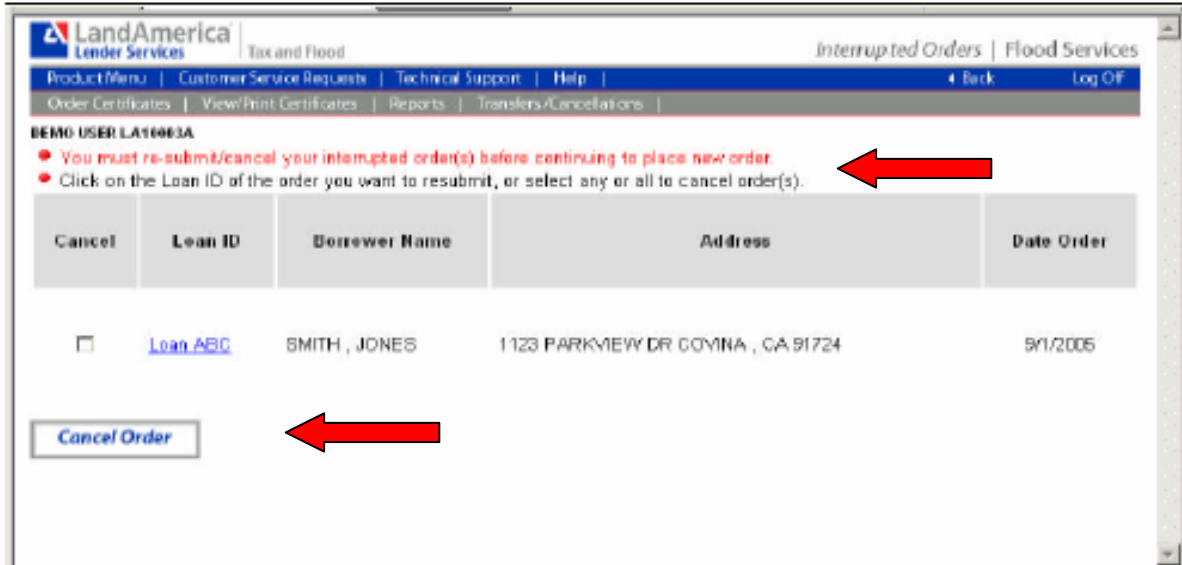 LandAmerica
Lender Services Tax and Flood Interrupted Orders | Flood Services
Product Menu | Customer Service Requests | Technical Support | Help | Back Log Off
Order Certificates | View/Print Certificates | Reports | Transfers/Cancellations |
DEMO USER LA10003A
You must re-submit/cancel your interrupted order(s) before continuing to place new order.
Click on the Loan ID of the order you want to resubmit, or select any or all to cancel order(s).
Cancel Loan ID Borrower Name Address Date Order
Loan ABC SMITH , JONES 1123 PARKVIEW DR COVINA , CA 91724 9/1/2005
Cancel Order